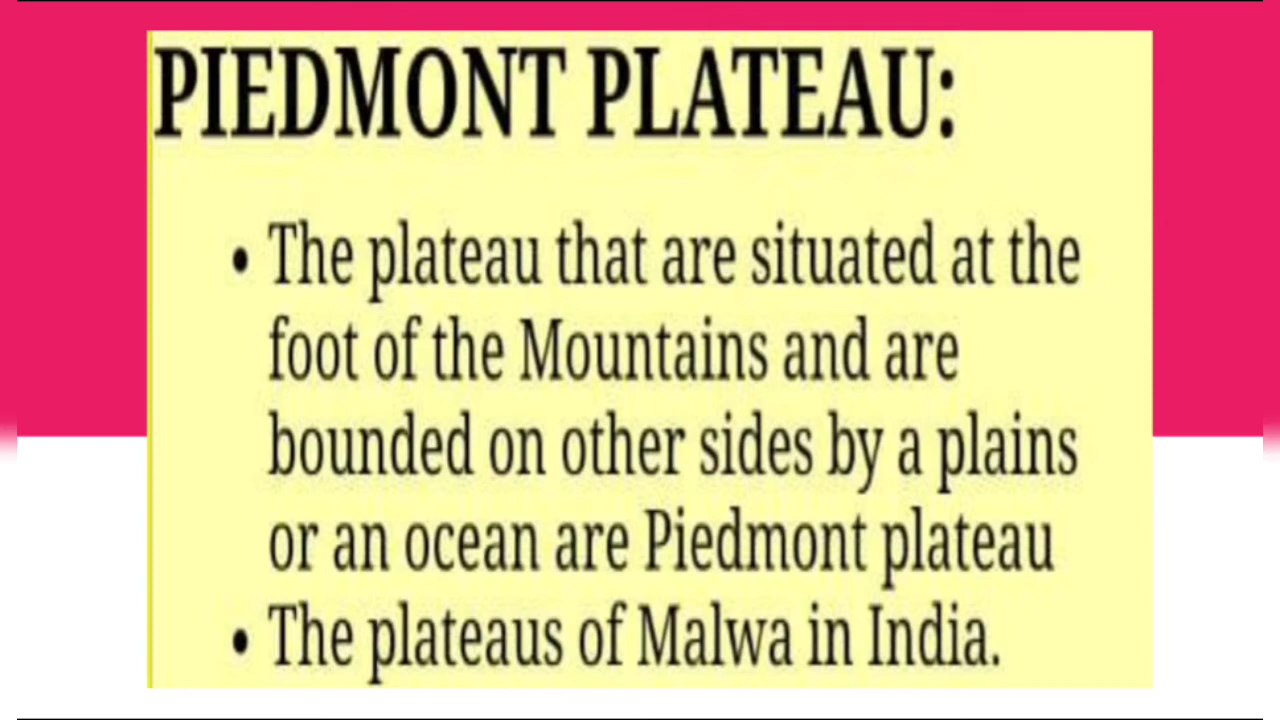 PIEDMONT PLATEAU:
• The plateau that are situated at the
foot of the Mountains and are
bounded on other sides by a plains
or an ocean are Piedmont plateau
• The plateaus of Malwa in India.